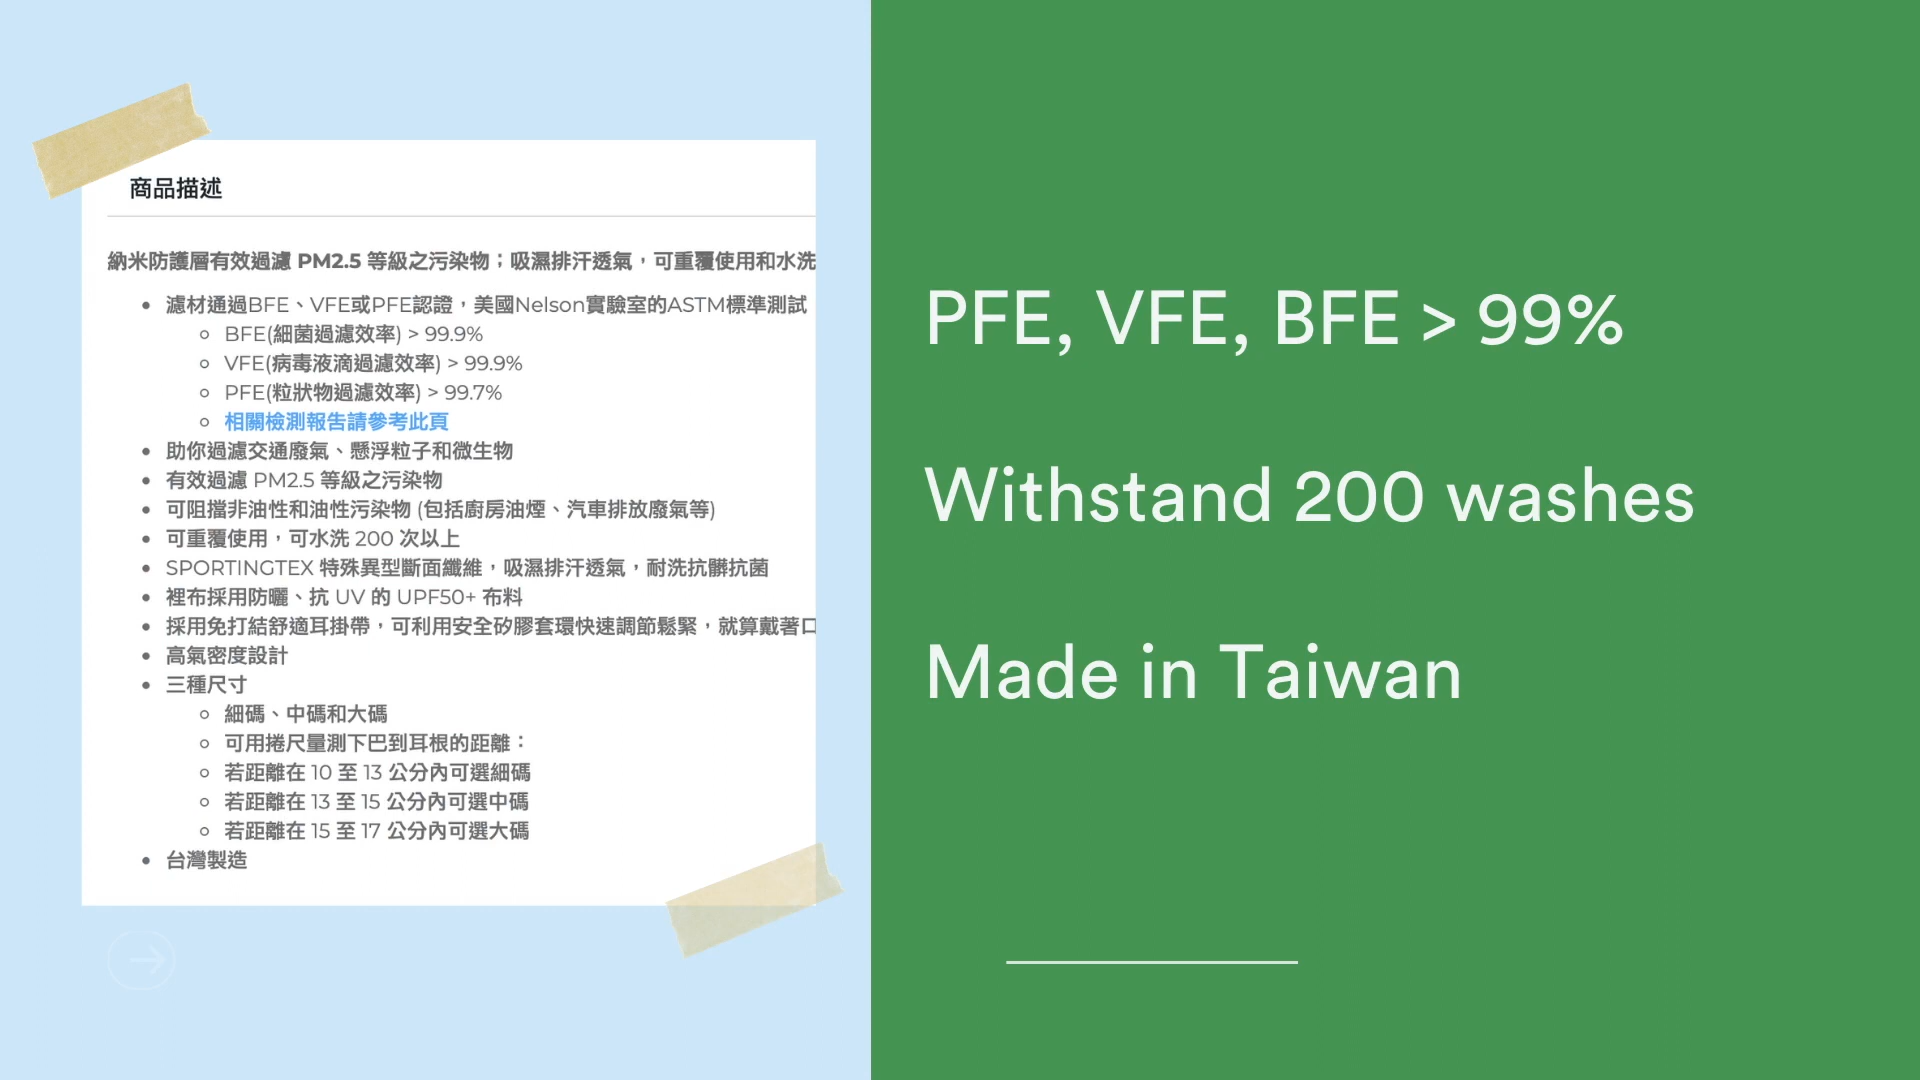 商品描述
納米防護層有效過濾 PM2.5 等級之污染物；吸濕排汗透氣，可重覆使用和水洗
濾材通過BFE、VFE或PFE認證，美國Nelson實驗室的ASTM標準測試
BFE(細菌過濾效率) > 99.9%
VFE(病毒液滴過濾效率) > 99.9%
PFE(粒狀物過濾效率) > 99.7%
相關檢測報告請參考此頁
助你過濾交通廢氣、懸浮粒子和微生物
有效過濾 PM2.5 等級之污染物
可阻擋非油性和油性污染物 (包括廚房油煙、汽車排放廢氣等)
可重覆使用，可水洗 200 次以上
SPORTINGTEX 特殊異型斷面纖維，吸濕排汗透氣，耐洗抗髒抗菌
裡布採用防曬、抗 UV 的 UPF50+ 布料
採用免打結舒適耳掛帶，可利用安全矽膠套環快速調節鬆緊，就算戴著口
高氣密度設計
三種尺寸
細碼、中碼和大碼
可用捲尺量測下巴到耳根的距離：
若距離在 10 至 13 公分內可選細碼
若距離在 13 至 15 公分內可選中碼
若距離在 15 至 17 公分內可選大碼
台灣製造
PFE, VFE, BFE > 99%
Withstand 200 washes
Made in Taiwan